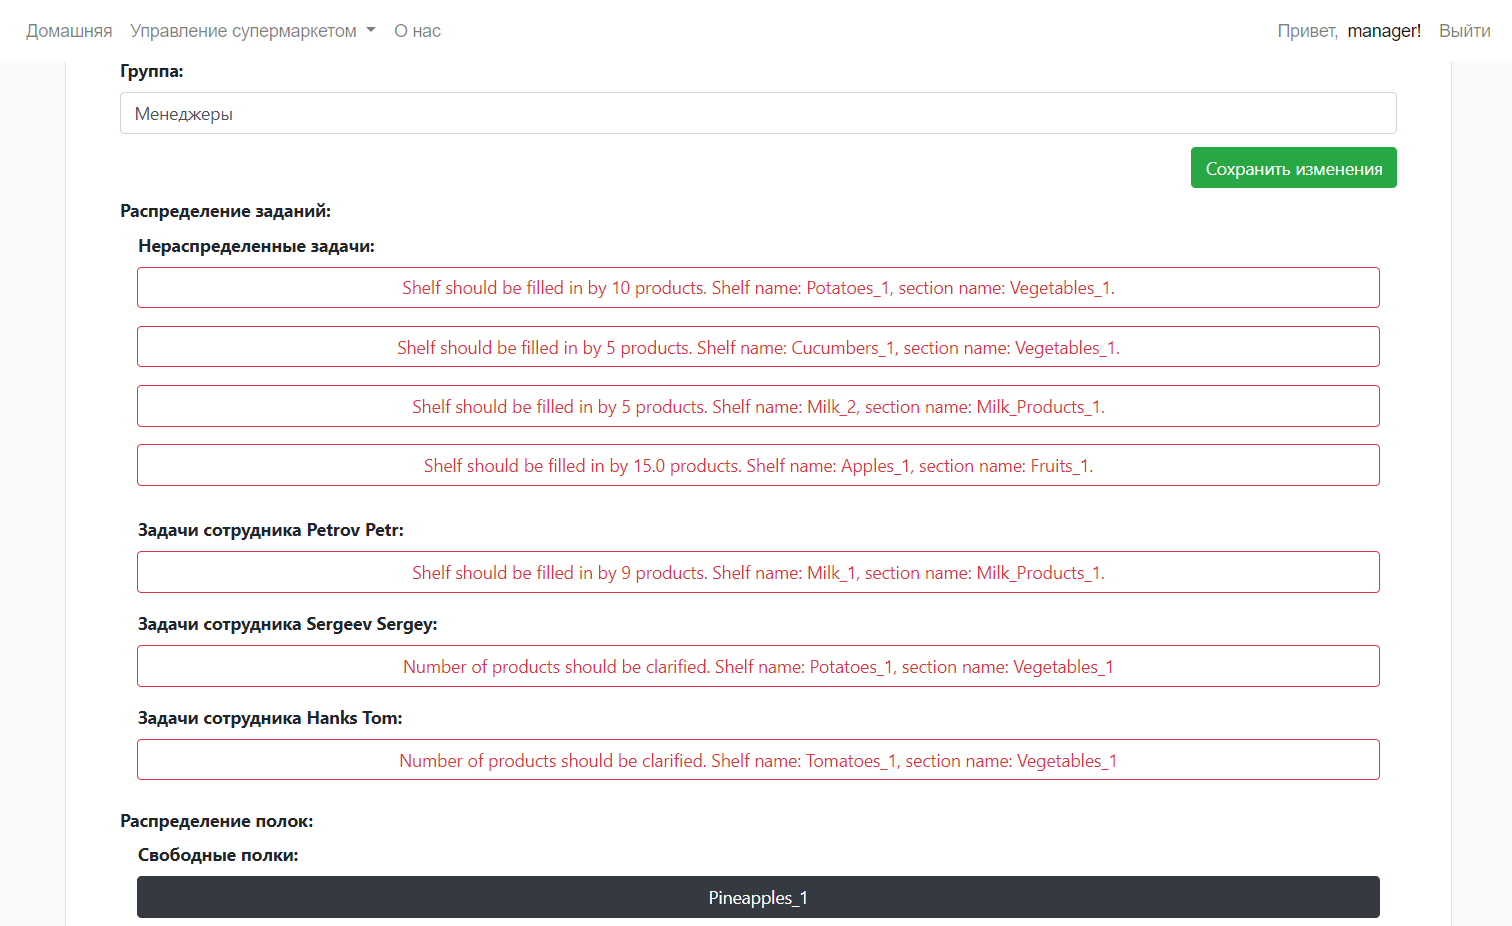 Домашняя Управление супермаркетом О нас Привет, manager! Выйти
Группа:
Менеджеры
Сохранить изменения
Распределение заданий:
Нераспределенные задачи:
Shelf should be filled in by 10 products. Shelf name: Potatoes_1, section name: Vegetables_1.
Shelf should be filled in by 5 products. Shelf name: Cucumbers_1, section name: Vegetables_1.
Shelf should be filled in by 5 products. Shelf name: Milk_2, section name: Milk_Products_1.
Shelf should be filled in by 15.0 products. Shelf name: Apples_1, section name: Fruits_1.
Задачи сотрудника Petrov Petr:
Shelf should be filled in by 9 products. Shelf name: Milk_1, section name: Milk_Products_1.
Задачи сотрудника Sergeev Sergey:
Number of products should be clarified. Shelf name: Potatoes_1, section name: Vegetables_1
Задачи сотрудника Hanks Tom:
Number of products should be clarified. Shelf name: Tomatoes_1, section name: Vegetables_1
Распределение полок:
Свободные полки:
Pineapples_1